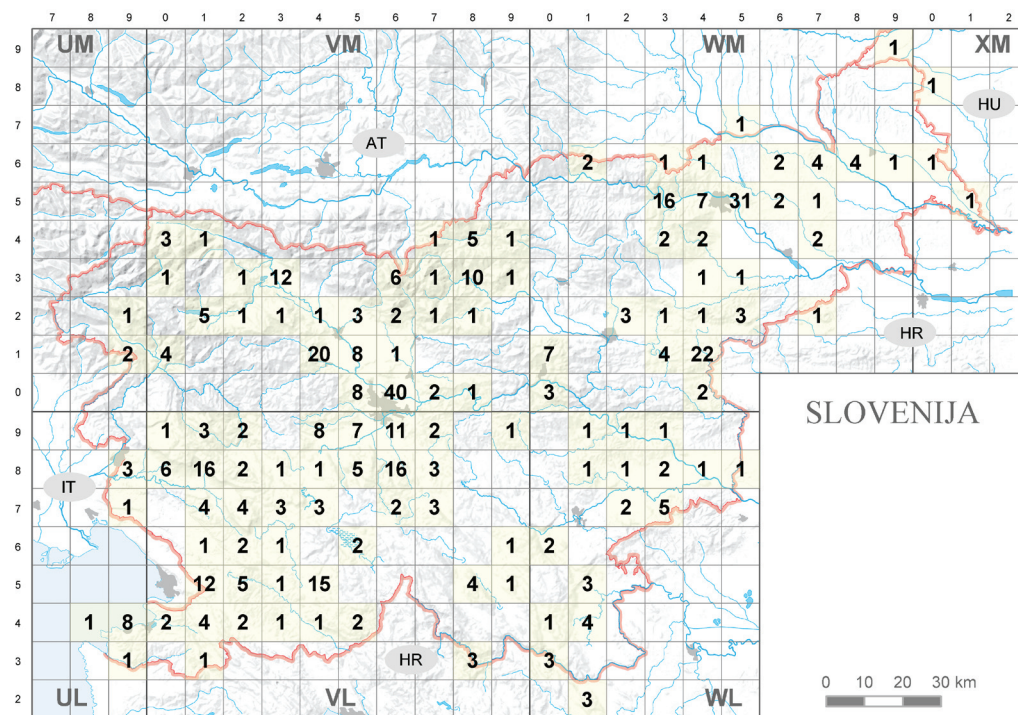 7 8 9 0 1 2 3 4 5 6 7 8 9 0 1 2 3 4 5 6 7 8 9 0 1 2
9 UM VM WM 1 XM
8 1
HU
7 1
AT
6 2 1 1 2 4 4 1 1
5 16 7 31 2 1 1
4 3 1 1 5 1 2 2 2
3 1 1 12 6 1 10 1 1 1
2 1 5 1 1 1 3 2 1 1 3 1 1 3 1
HR
1 2 4 20 8 1 7 4 22
0 8 40 2 1 3 2
SLOVENIJA
9 1 3 2 8 7 11 2 1 1 1 1
8 3 6 16 2 1 1 5 16 3 1 1 2 1 1
IT
7 1 4 4 3 3 2 3 2 5
6 1 2 1 2 1 2
5 12 5 1 15 4 1 3
4 1 8 2 4 2 1 1 2 1 4
3 1 1 HR 3 3
2 UL VL 3 WL
0 10 20 30 km